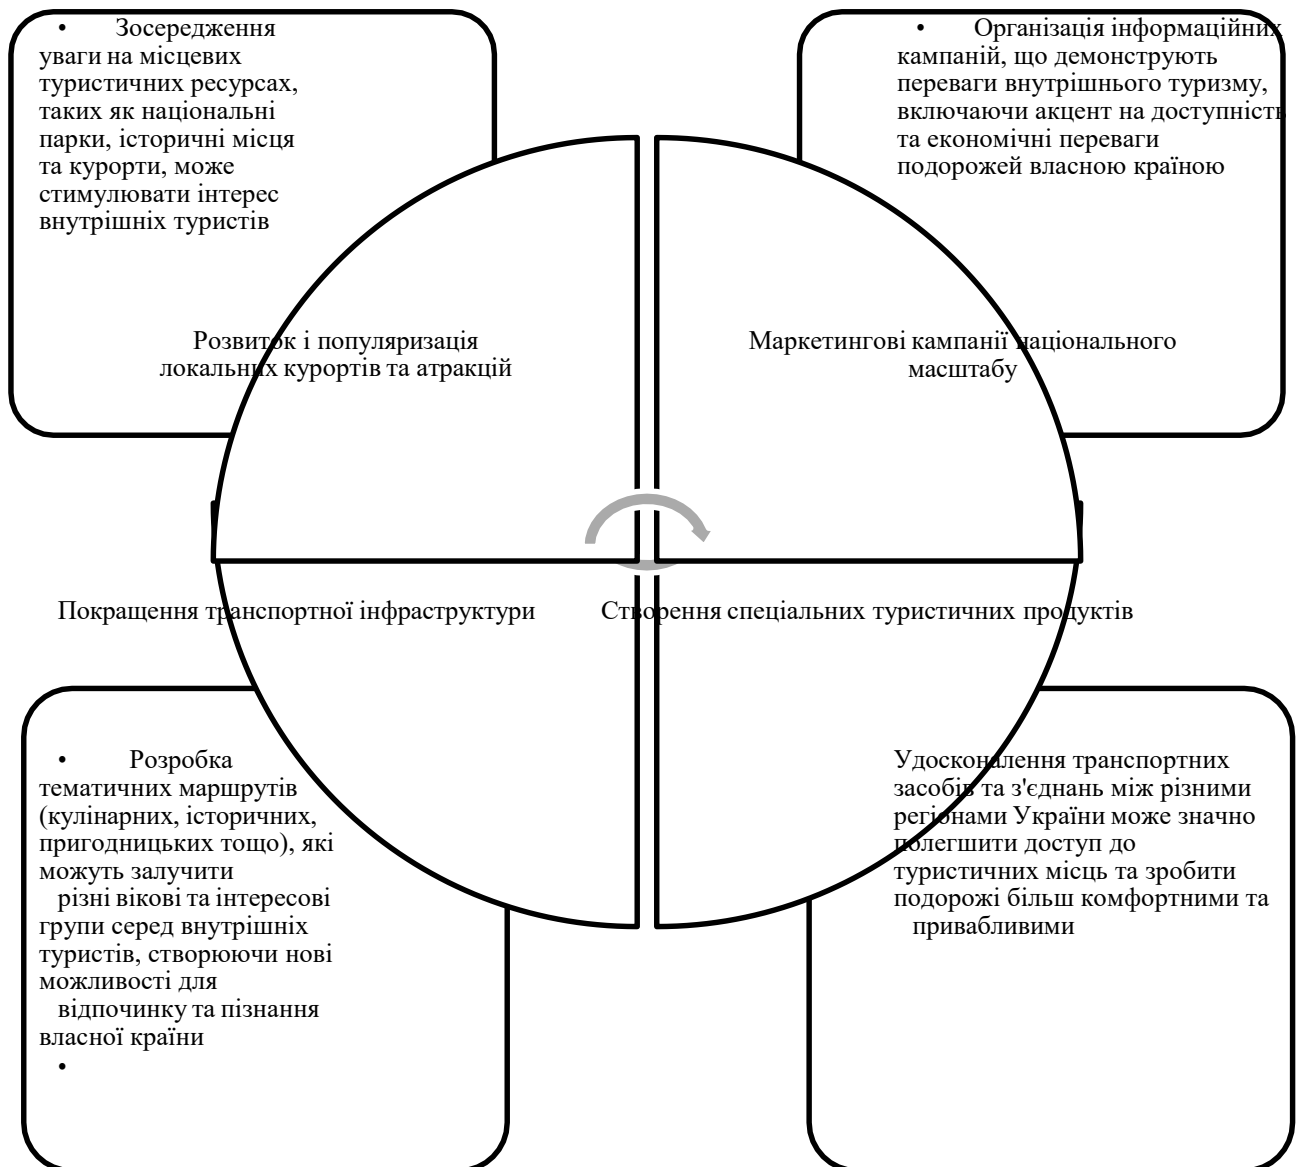 • Зосередження
уваги на місцевих
туристичних ресурсах,
таких як національні
парки, історичні місця
та курорти, може
стимулювати інтерес
внутрішніх туристів
• Організація інформаційних
кампаній, що демонструють
переваги внутрішнього туризму,
включаючи акцент на доступність
та економічні переваги
подорожей власною країною
Розвиток і популяризація
локальних курортів та атракцій
Маркетингові кампанії національного
масштабу
Покращення транспортної інфраструктури
Створення спеціальних туристичних продуктів
• Розробка
тематичних маршрутів
(кулінарних, історичних,
пригодницьких тощо), які
можуть залучити
різні вікові та інтересові
групи серед внутрішніх
туристів, створюючи нові
можливості для
відпочинку та пізнання
власної країни
•
Удосконалення транспортних
засобів та з'єднань між різними
регіонами України може значно
полегшити доступ до
туристичних місць та зробити
подорожі більш комфортними та
привабливими